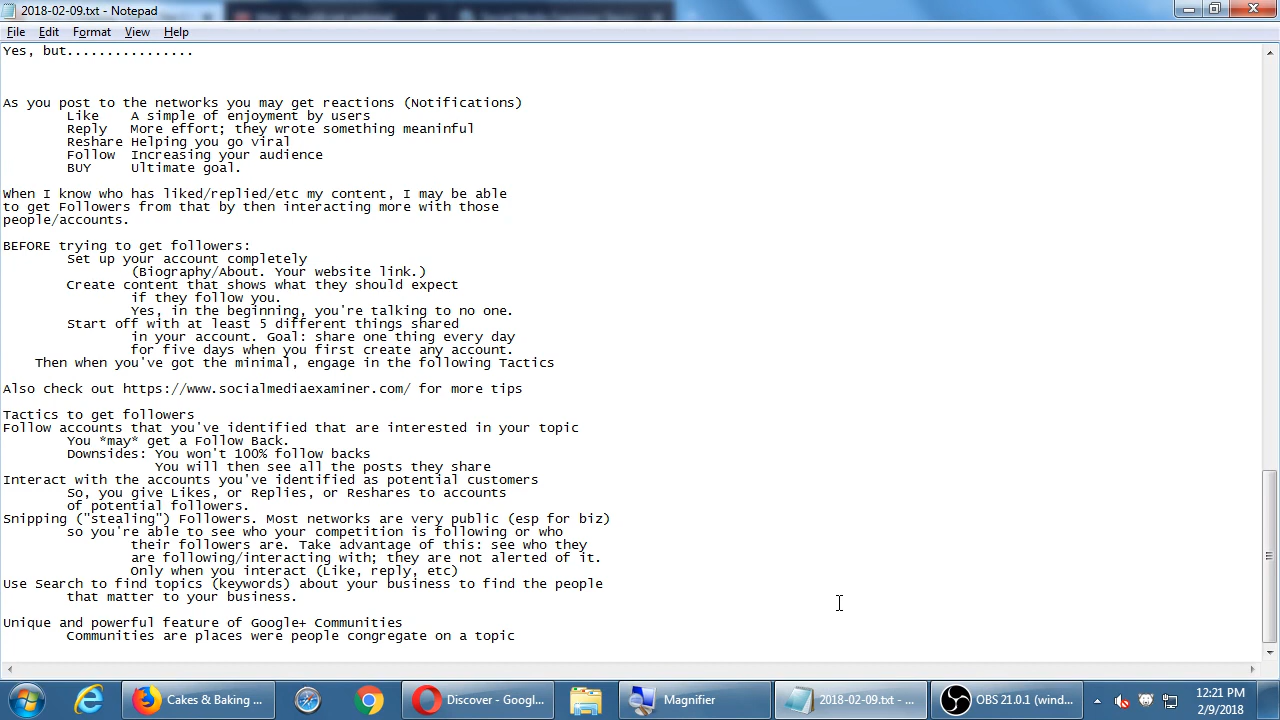 2018-02-09.txt - Notepad
File Edit Format View Help
Yes, but................
As you post to the networks you may get reactions (Notifications)
Like A simple of enjoyment by users
Reply More effort; they wrote something meaninful
Reshare Helping you go viral
Follow Increasing your audience
BUY Ultimate goal.
When I know who has liked/replied/etc my content, I may be able
to get Followers from that by then interacting more with those
people/accounts.
BEFORE trying to get followers:
Set up your account completely
(Biography/About. Your website link.)
Create content that shows what they should expect
if they follow you.
Yes, in the beginning, you're talking to no one.
Start off with at least 5 different things shared
in your account. Goal: share one thing every day
for five days when you first create any account.
Then when you've got the minimal, engage in the following Tactics
Also check out https://www.socialmediaexaminer.com/ for more tips
Tactics to get followers
Follow accounts that you've identified that are interested in your topic
You *may* get a Follow Back.
Downsides: You won't 100% follow backs
You will then see all the posts they share
Interact with the accounts you've identified as potential customers
So, you give Likes, or Replies, or Reshares to accounts
of potential followers.
Snipping ("stealing") Followers. Most networks are very public (esp for biz)
so you're able to see who your competition is following or who
their followers are. Take advantage of this: see who they
are following/interacting with; they are not alerted of it.
Only when you interact (Like, reply, etc)
Use Search to find topics (keywords) about your business to find the people
that matter to your business.
Unique and powerful feature of Google+ Communities
Communities are places were people congregate on a topic
Cakes & Baking ... Discover - Googl... Magnifier 2018-02-09.txt - ... OBS 21.0.1 (wind... 12:21 PM
2/9/2018